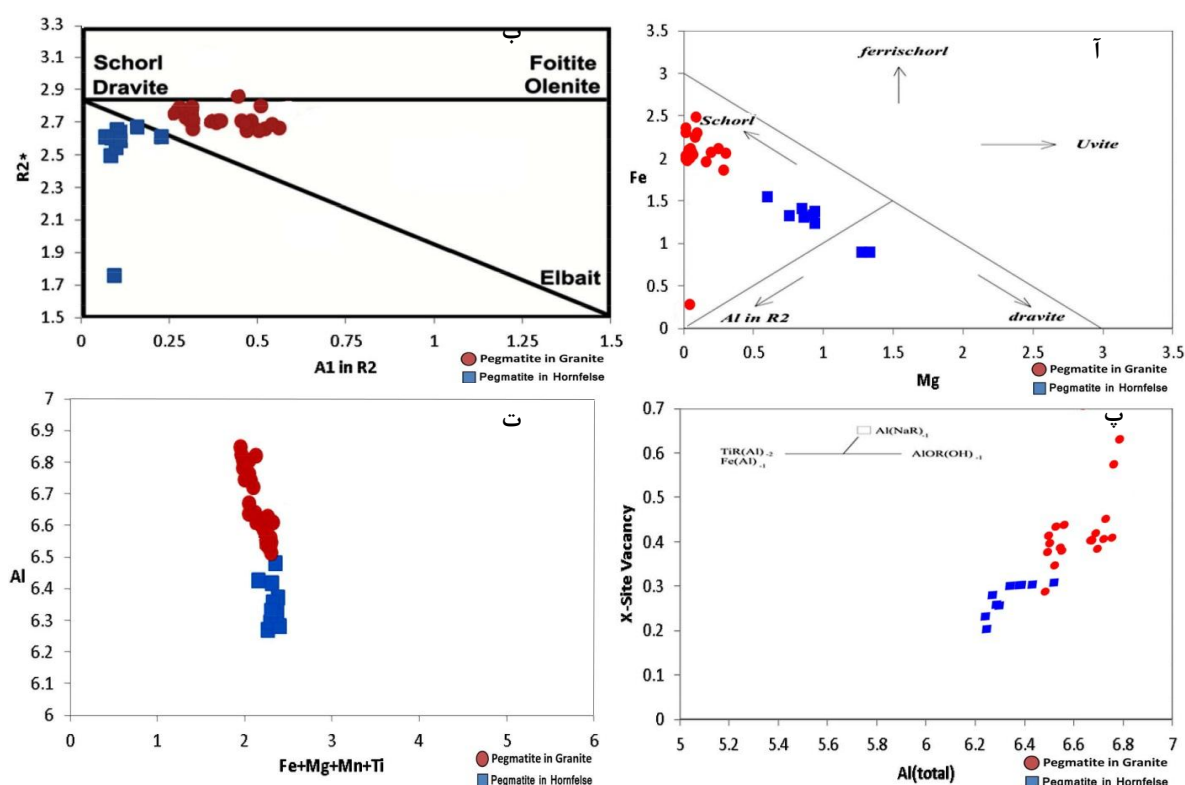 ب
3.3
3.1
2.9
2.7
2.5
2.3
2.1
1.9
1.7
1.5
R2*
Schorl
Dravite
Foitite
Olenite
Elbait
0
0.25
0.5
0.75
1
1.25
1.5
A1 in R2
Pegmatite in Granite
Pegmatite in Hornfelse
آ
3.5
3
2.5
2
1.5
1
0.5
0
Fe
ferrischorl
Schorl
Uvite
Al in R2
dravite
0
0.5
1
1.5
2
2.5
3
3.5
Mg
Pegmatite in Granite
Pegmatite in Hornfelse
ت
7
6.9
6.8
6.7
6.6
6.5
6.4
6.3
6.2
6.1
6
Al
0
1
2
3
4
5
6
Fe+Mg+Mn+Ti
Pegmatite in Granite
Pegmatite in Hornfelse
پ
0.7
0.6
0.5
0.4
0.3
0.2
0.1
0
X-Site Vacancy
□ Al(NaR)-1
TiR(Al)-2
Fe(Al)-1
AlOR(OH)-1
5
5.2
5.4
5.6
5.8
6
6.2
6.4
6.6
6.8
7
Al(total)
Pegmatite in Granite
Pegmatite in Hornfelse